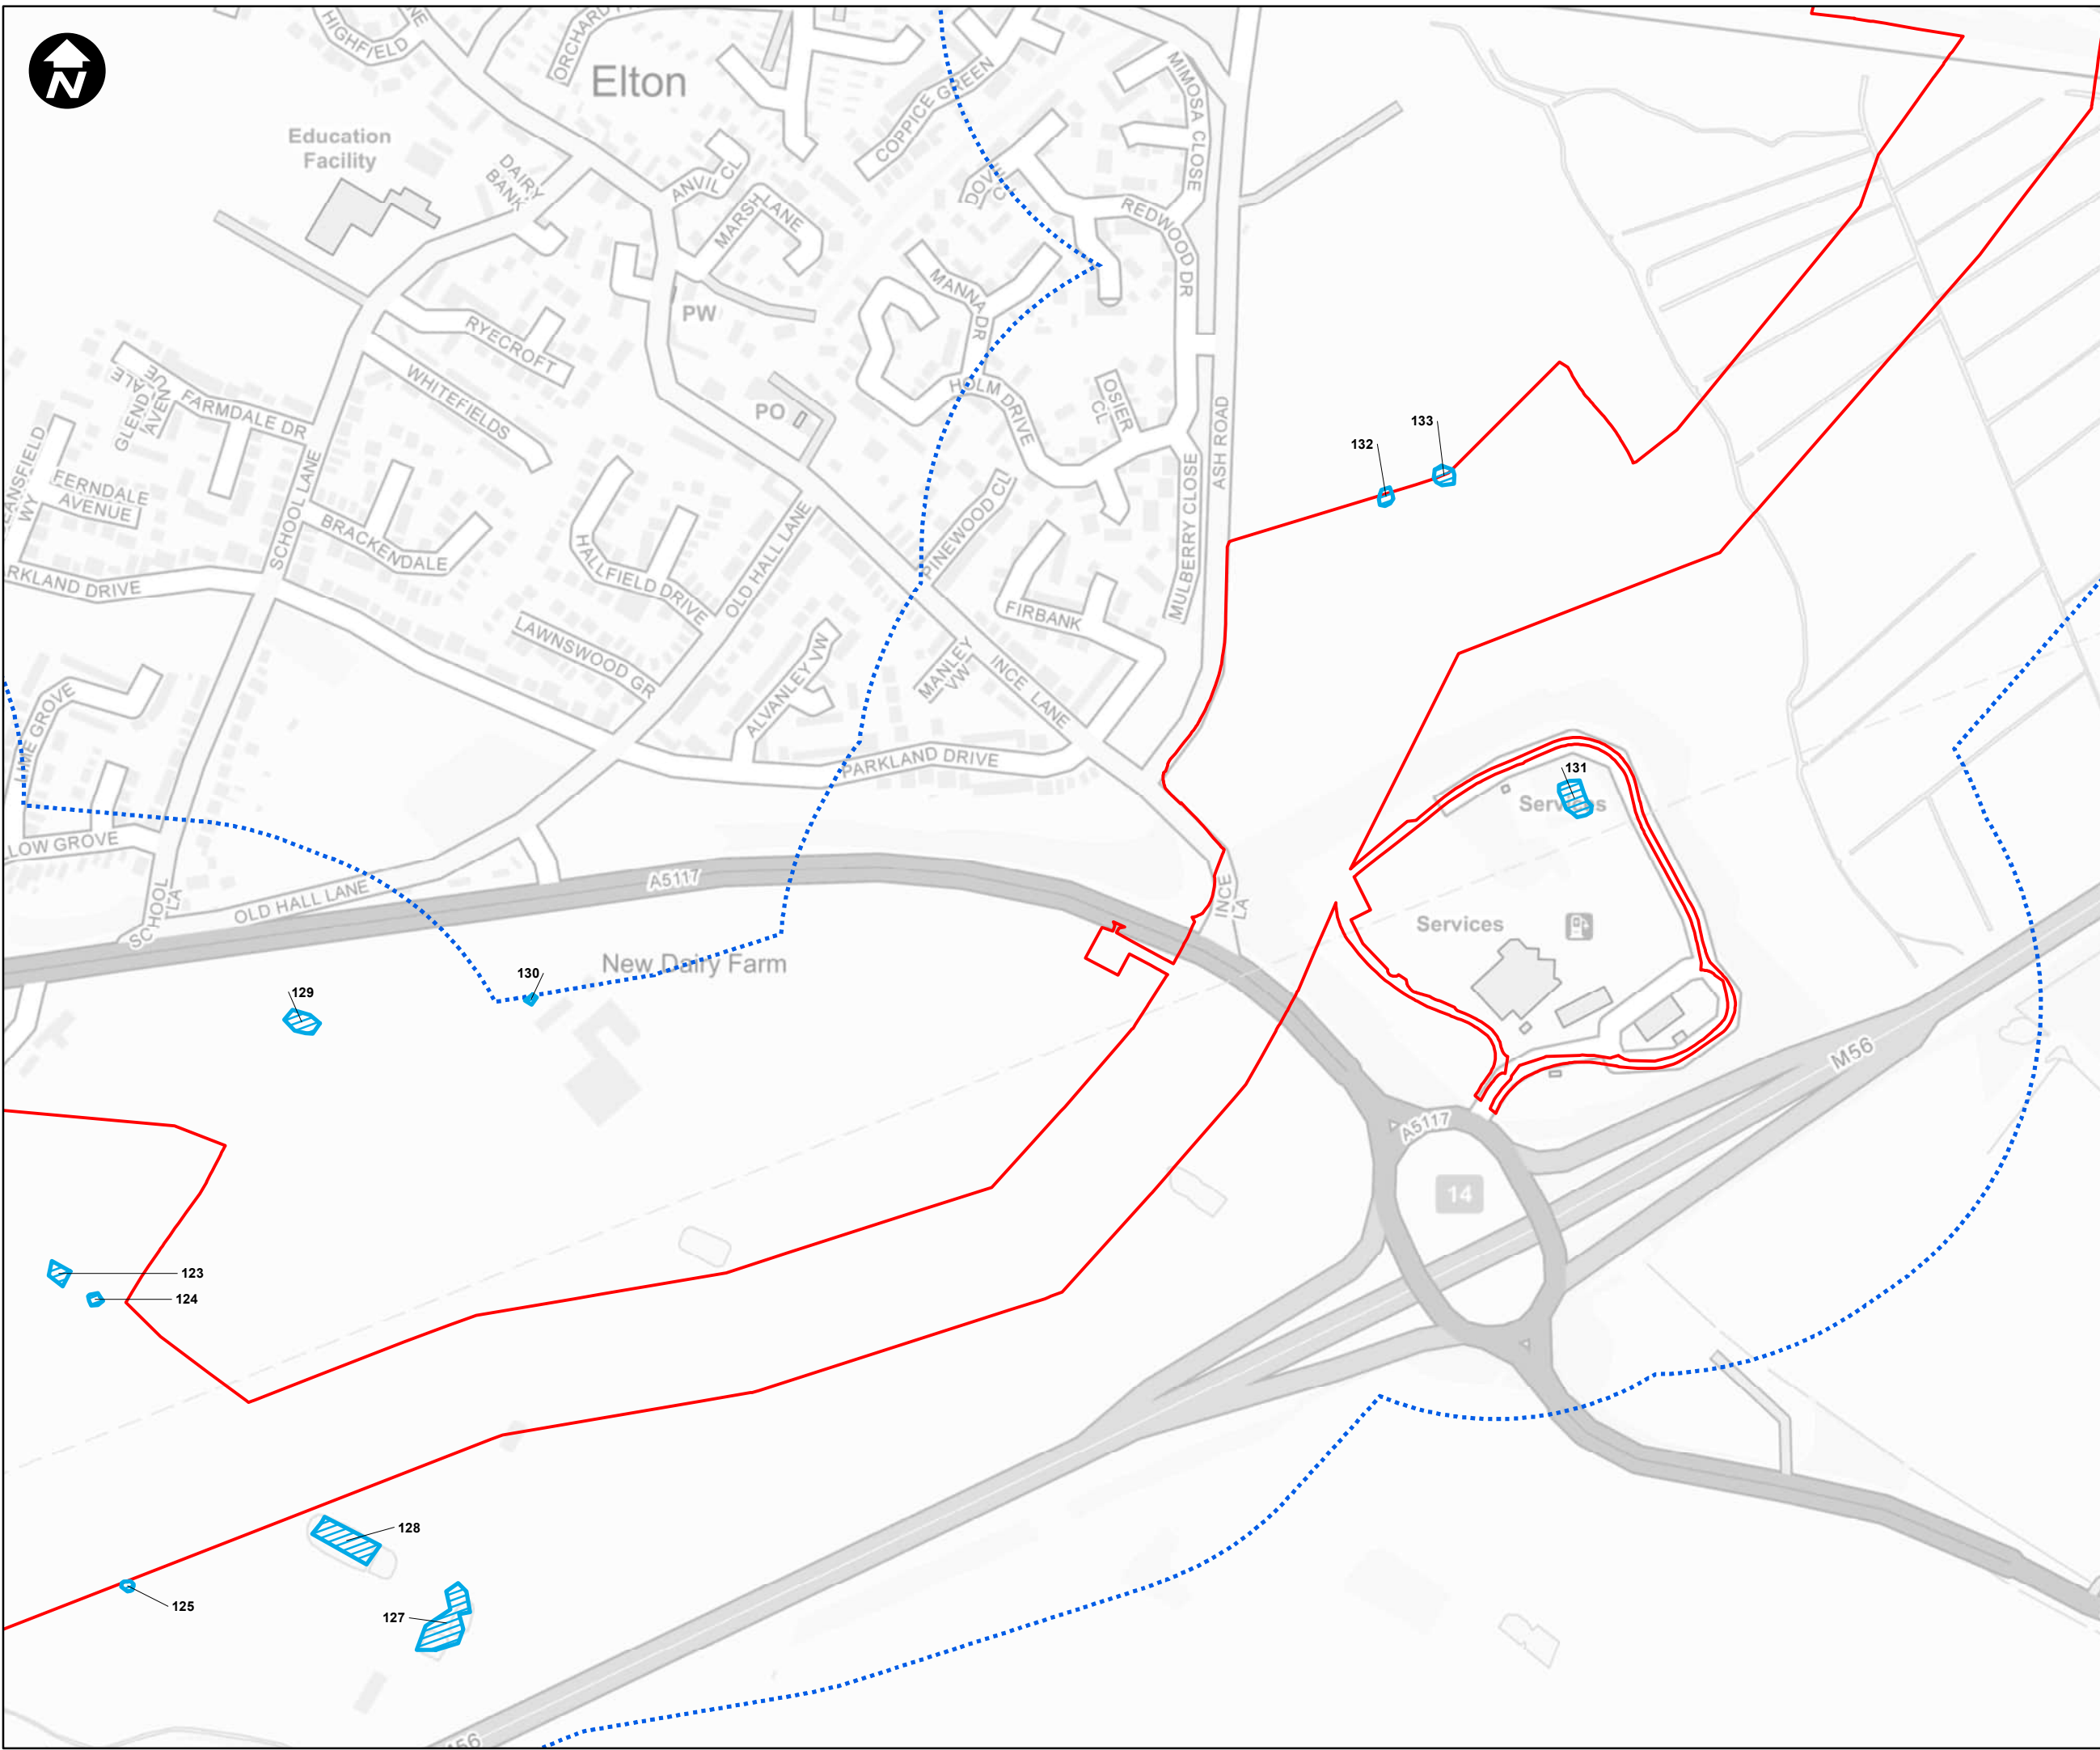 N
HIGHFIELD
Elton
Education
Facility
COPPICE GREEN
MIMOSA CLOSE
DAIRY
BANK
ANVIL CL
MARSH
LANE
REDWOOD DR
MANNA DR
PW
RYECROFT
WHITEFIELDS
HOLM DRIVE
OSIER
CL
PO
GLENDALE
AVENUE
FARMDALE DR
FERNDALE
AVENUE
WY
SCHOOL LANE
BRACKENDALE
HALLFIELD DRIVE
OLD HALL LANE
PINEWOOD CL
MULBERRY CLOSE
ASH ROAD
132
133
RKLAND DRIVE
LAWNSWOOD GR
ALVANLEY VW
MANLEY
VW
FIRBANK
INCE LANE
PARKLAND DRIVE
LOW GROVE
131
Services
SCHOOL
LA
OLD HALL LANE
A5117
INCE
LA
Services
New Dairy Farm
130
129
M56
A5117
14
123
124
128
125
127